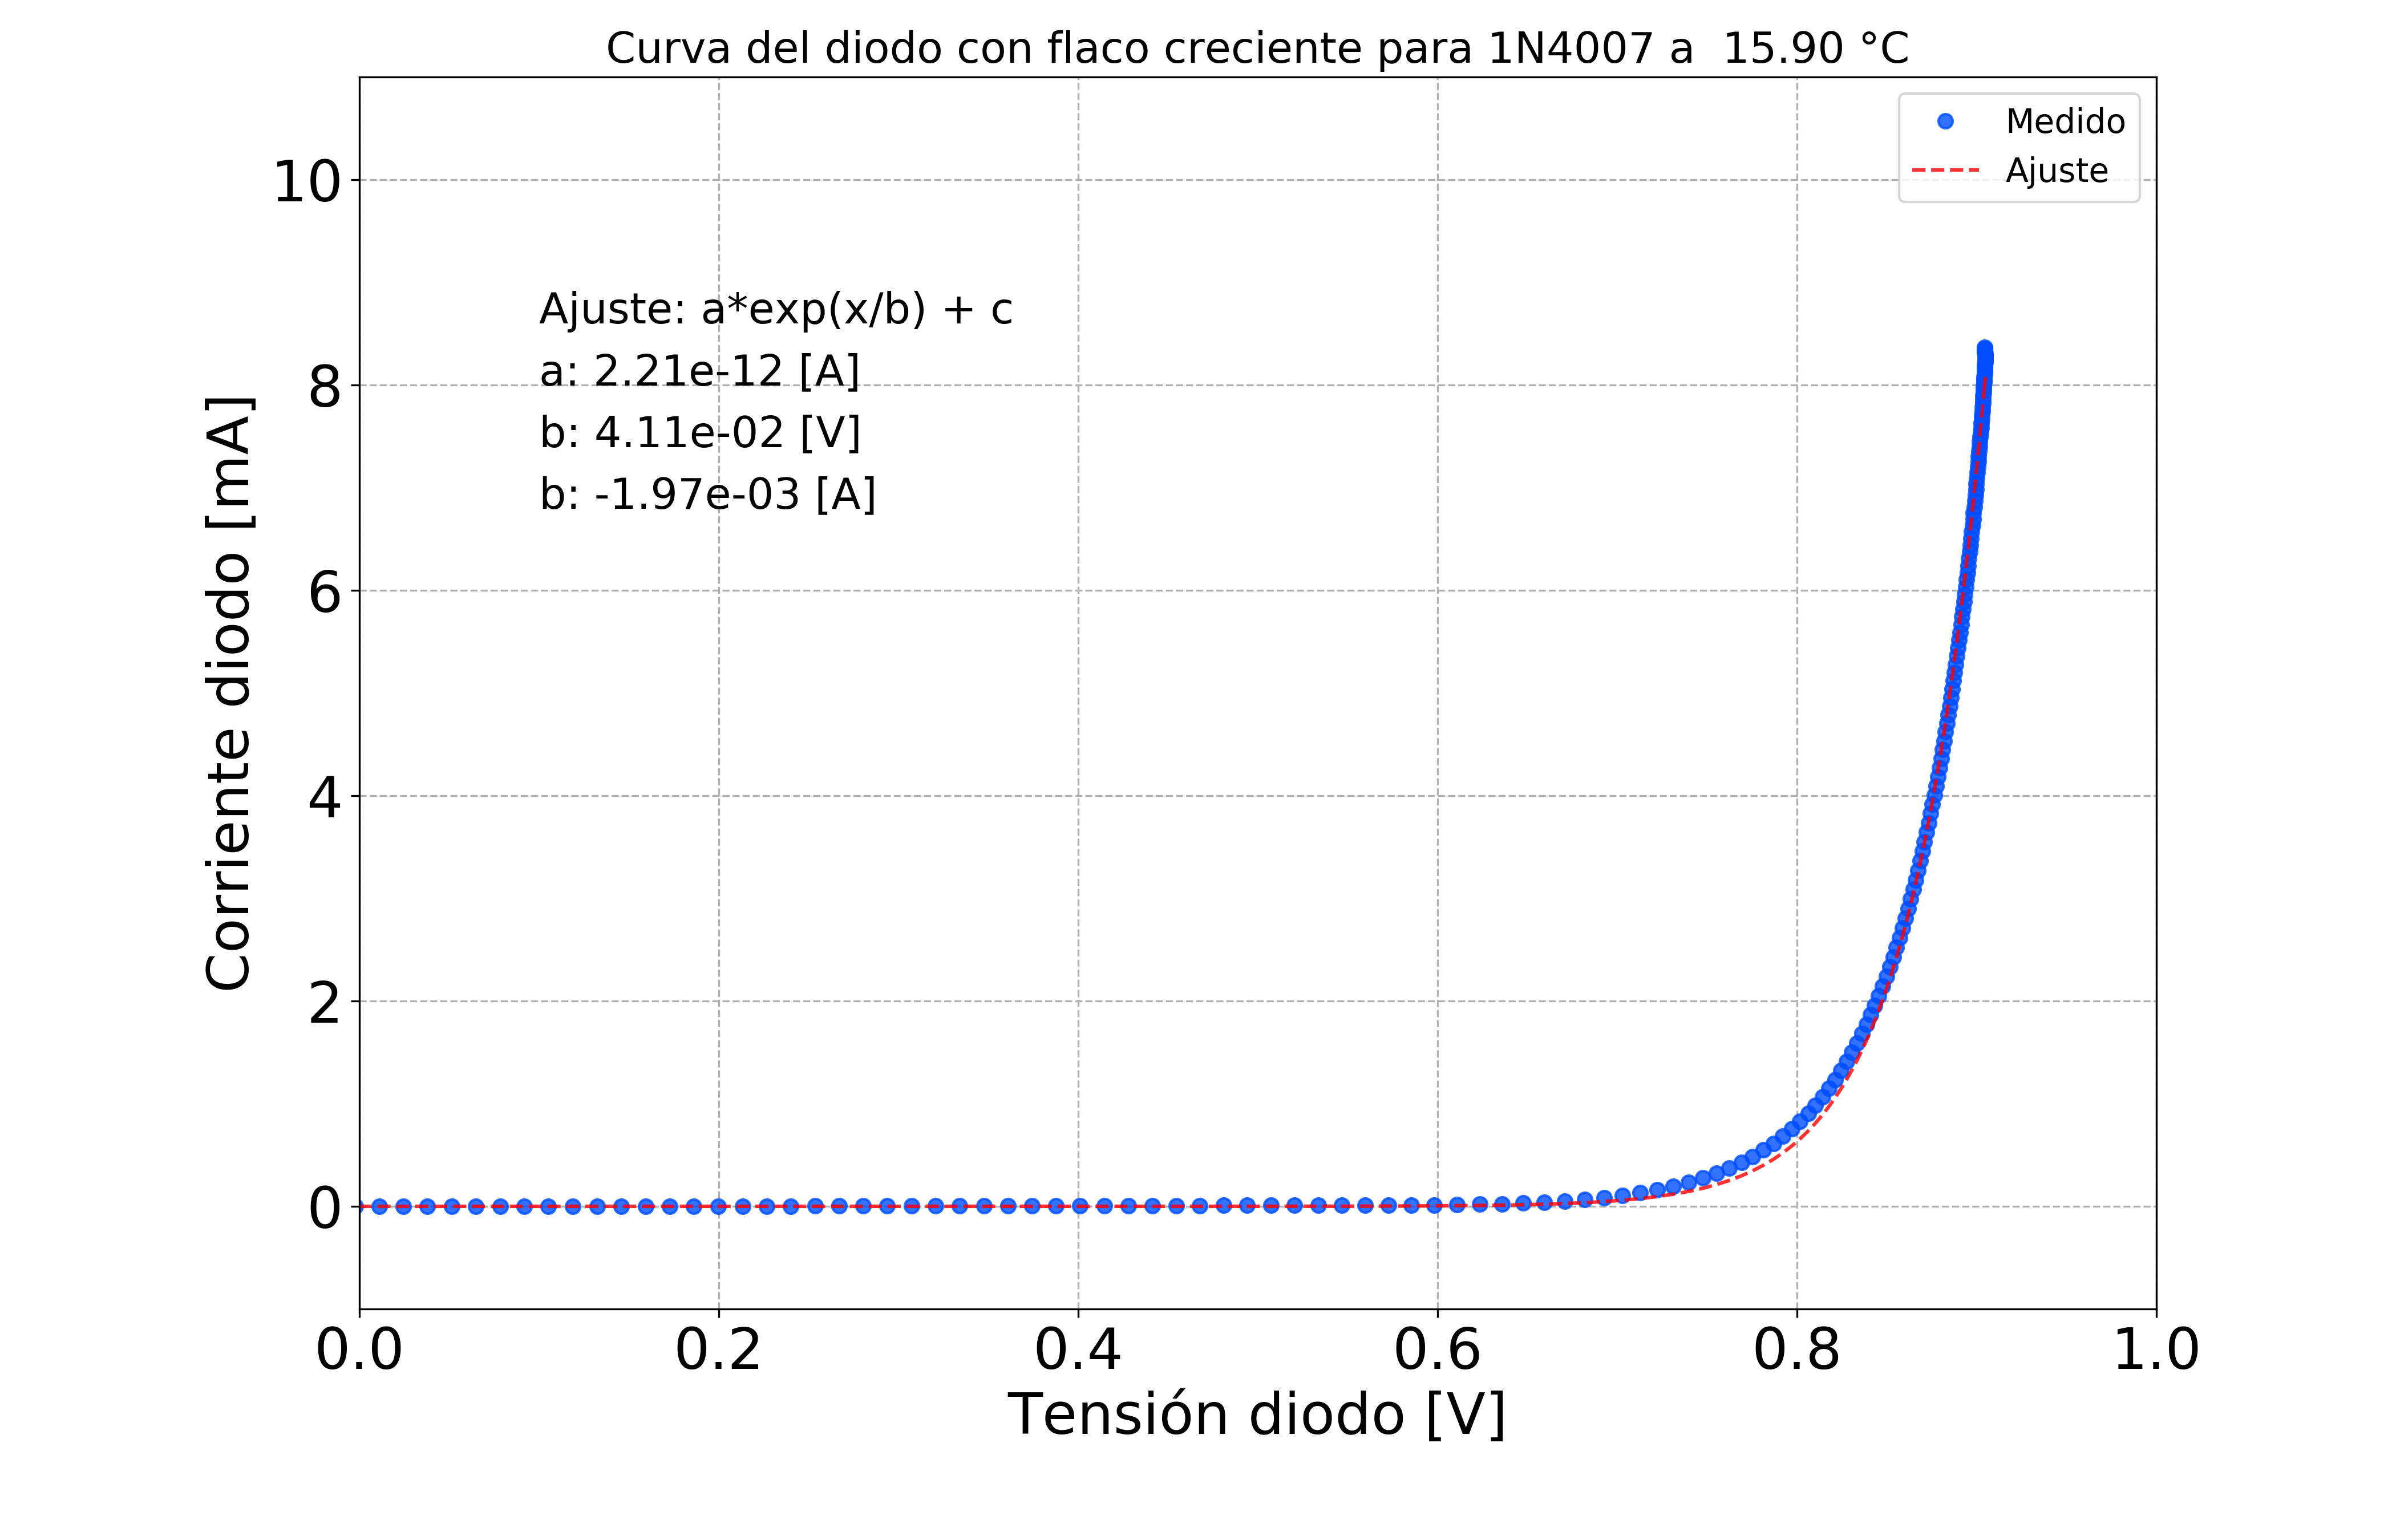 Curva del diodo con flaco creciente para 1N4007 a  15.90 °C
Medido
Ajuste
Ajuste: a*exp(x/b) + c
a: 2.21e-12 [A]
b: 4.11e-02 [V]
b: -1.97e-03 [A]
Corriente diodo [mA]
10
8
6
4
2
0
0.0 0.2 0.4 0.6 0.8 1.0
Tensión diodo [V]